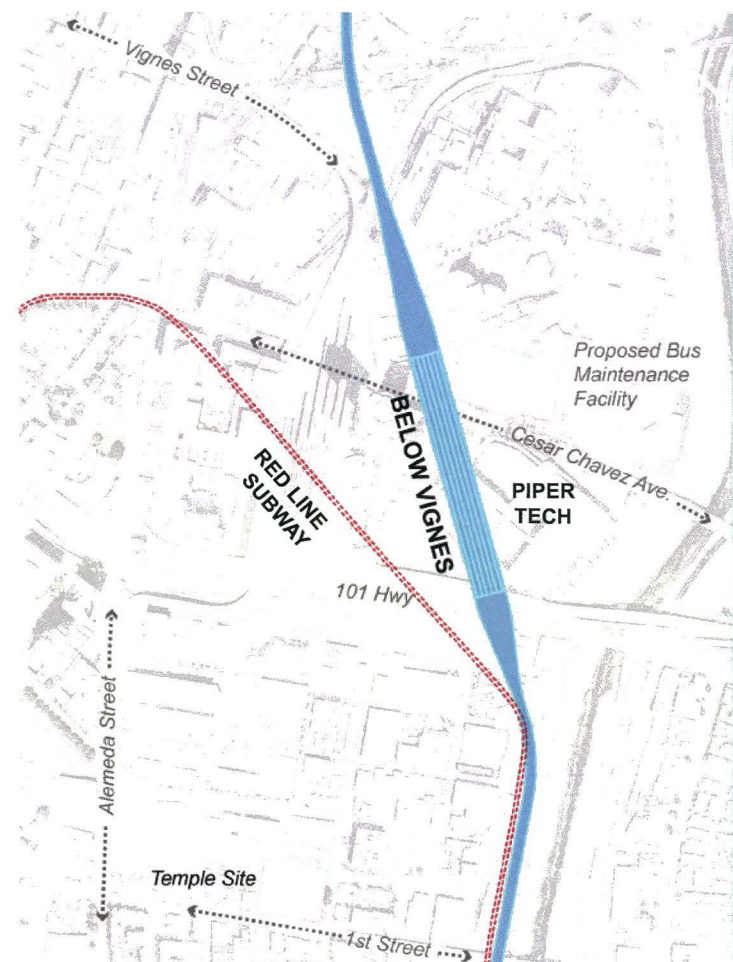 Vignes Street
Proposed Bus
Maintenance
Facility
Cesar Chavez Ave.
BELOW VIGNES
RED LINE
SUBWAY
PIPER
TECH
101 Hwy
Alemeda Street
Temple Site
1st Street